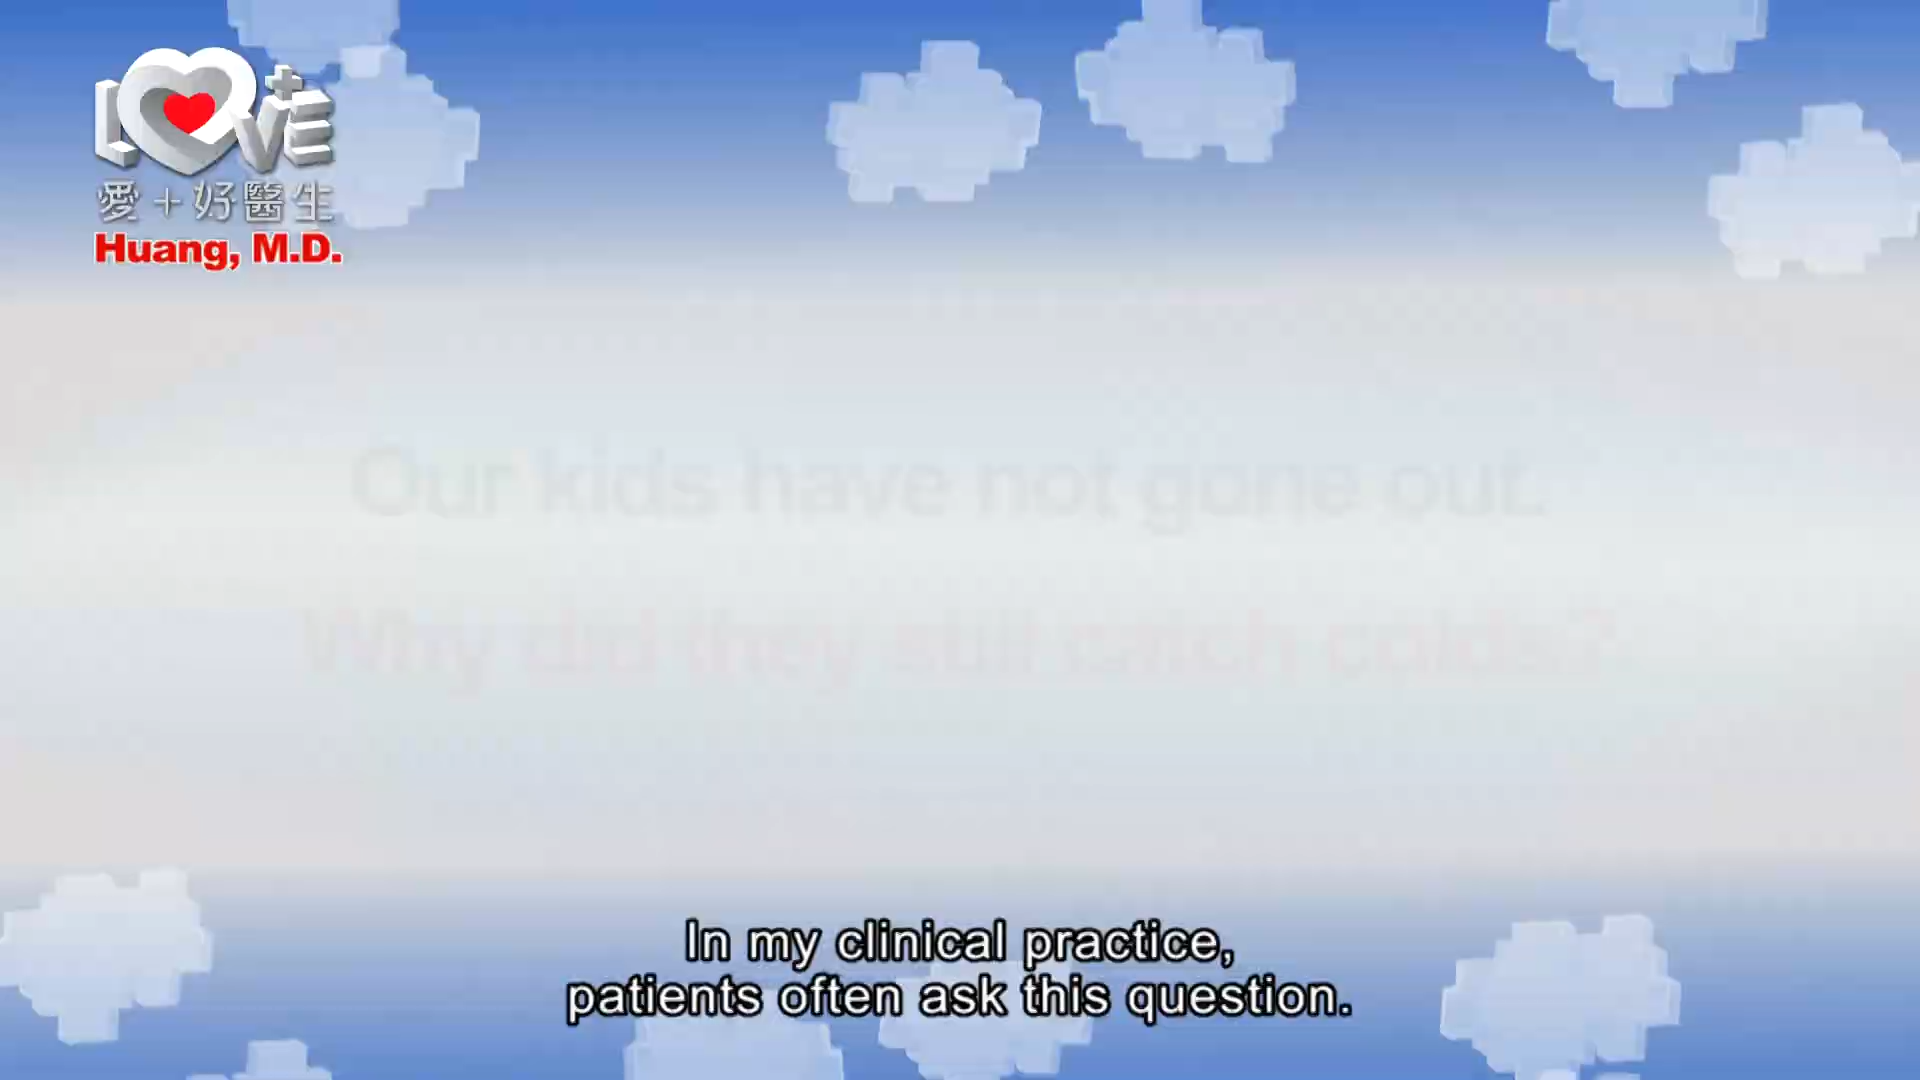 LOVE
愛+好醫生
Huang, M.D.
Our kids have not gone out.
Why did they still catch colds?
In my clinical practice,
patients often ask this question.